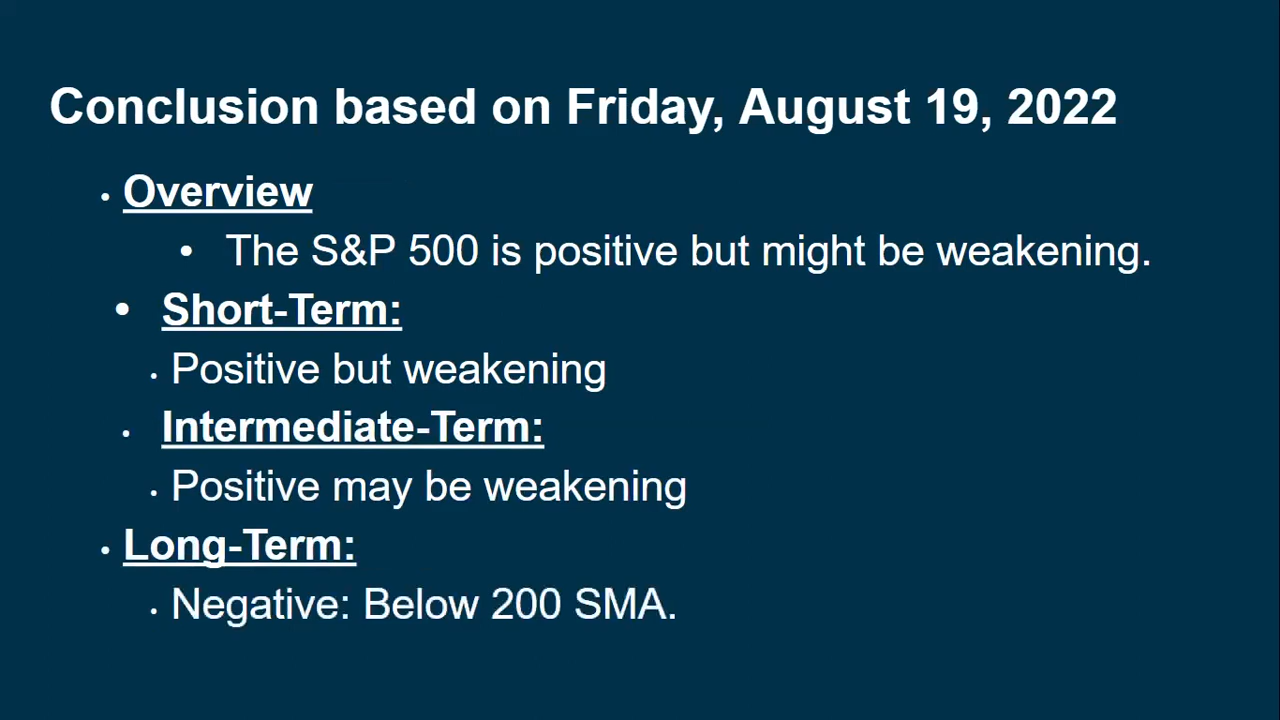 Conclusion based on Friday, August 19, 2022
• Overview
• The S&P 500 is positive but might be weakening.
• Short-Term:
• Positive but weakening
• Intermediate-Term:
• Positive may be weakening
• Long-Term:
• Negative: Below 200 SMA.